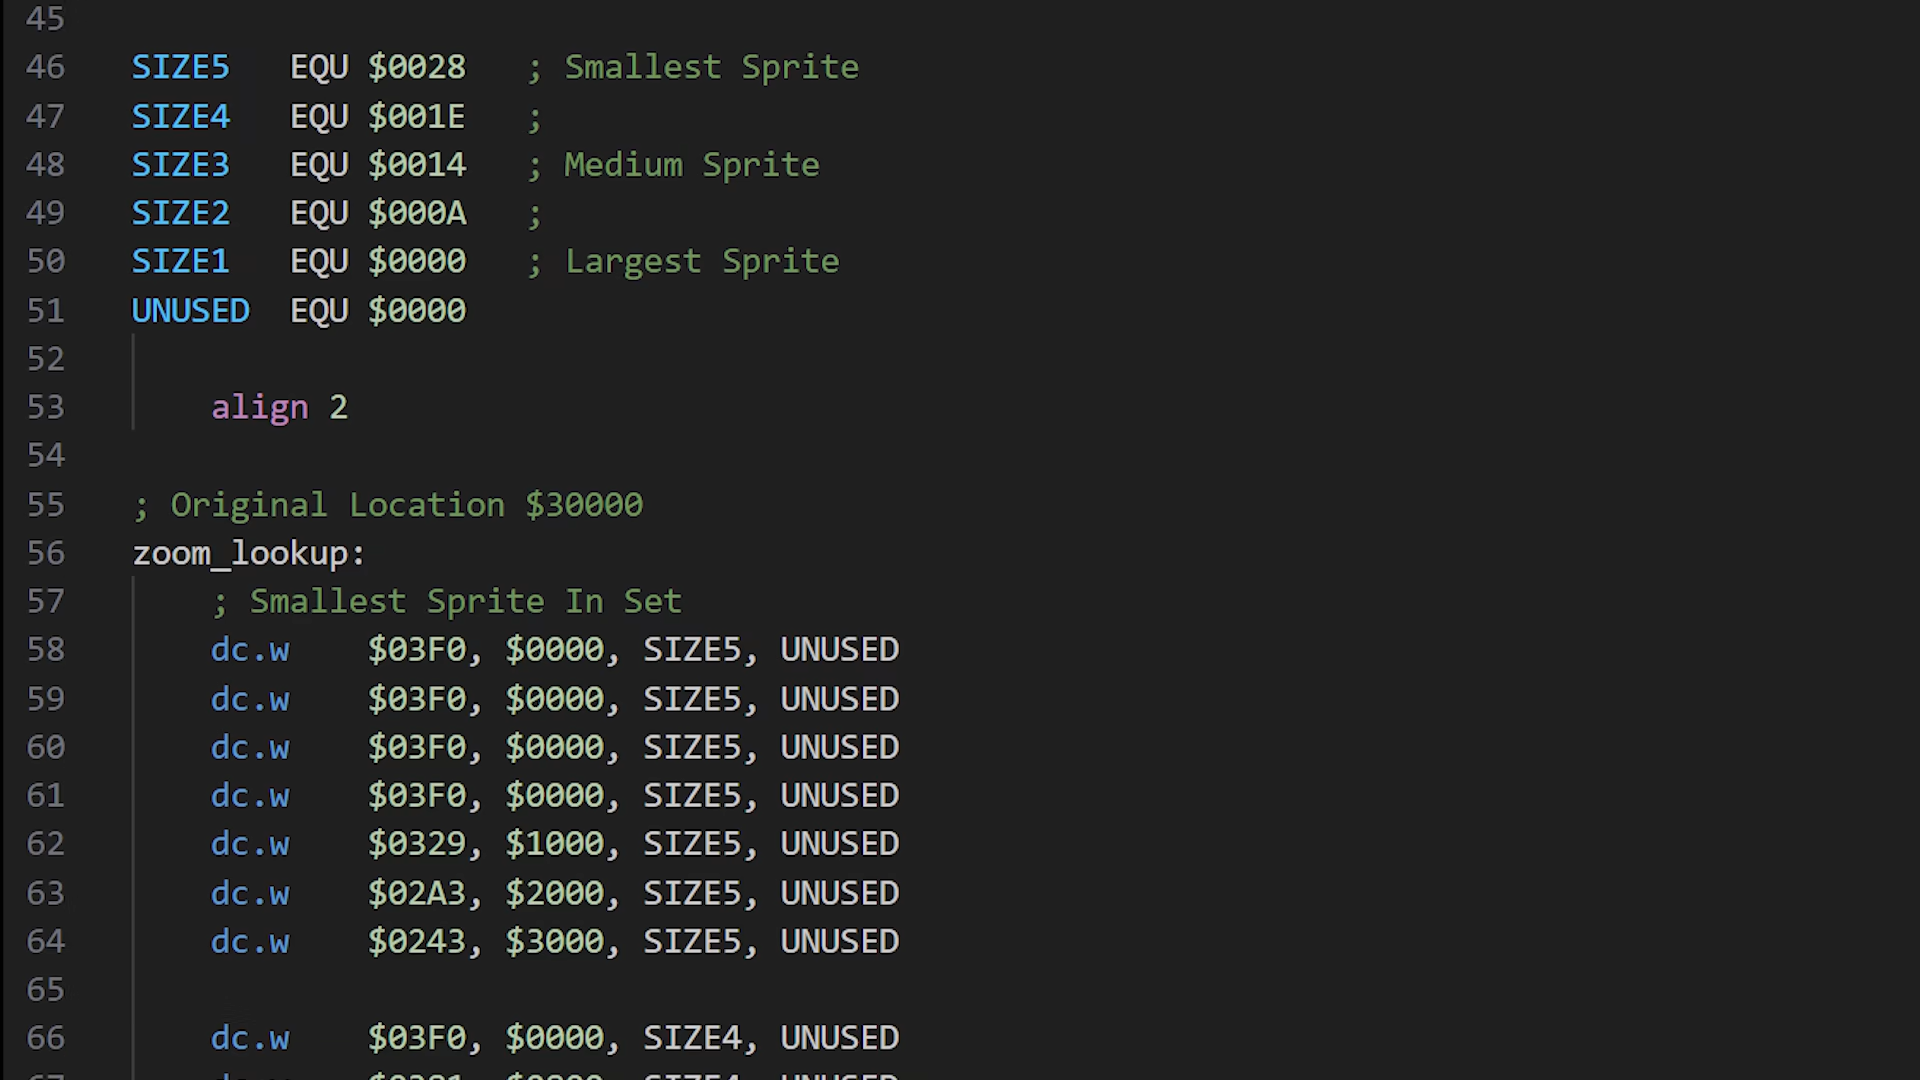 45
46 SIZE5 EQU $0028 ; Smallest Sprite
47 SIZE4 EQU $001E ;
48 SIZE3 EQU $0014 ; Medium Sprite
49 SIZE2 EQU $000A ;
50 SIZE1 EQU $0000 ; Largest Sprite
51 UNUSED EQU $0000
52
53 align 2
54
55 ; Original Location $30000
56 zoom_lookup:
57 ; Smallest Sprite In Set
58 dc.w $03F0, $0000, SIZE5, UNUSED
59 dc.w $03F0, $0000, SIZE5, UNUSED
60 dc.w $03F0, $0000, SIZE5, UNUSED
61 dc.w $03F0, $0000, SIZE5, UNUSED
62 dc.w $0329, $1000, SIZE5, UNUSED
63 dc.w $02A3, $2000, SIZE5, UNUSED
64 dc.w $0243, $3000, SIZE5, UNUSED
65
66 dc.w $03F0, $0000, SIZE4, UNUSED